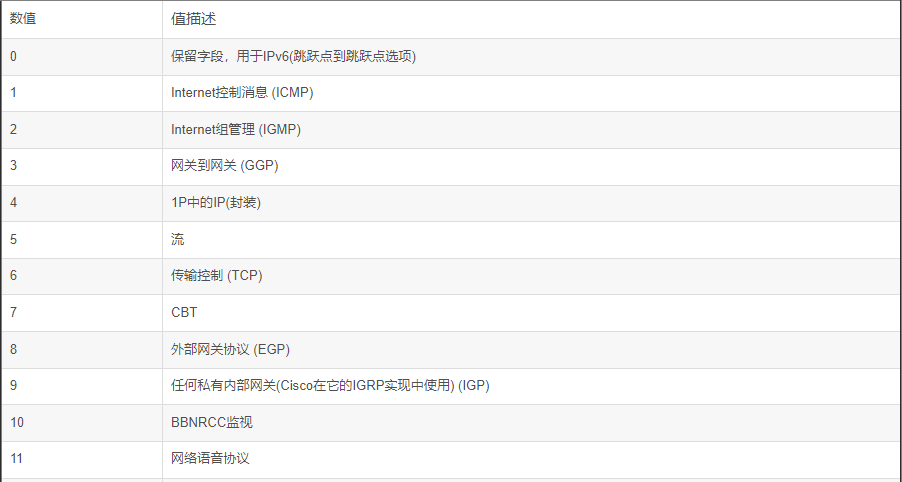 数值 值描述
0 保留字段，用于IPv6(跳跃点到跳跃点选项)
1 Internet控制消息 (ICMP)
2 Internet组管理 (IGMP)
3 网关到网关 (GGP)
4 1P中的IP(封装)
5 流
6 传输控制 (TCP)
7 CBT
8 外部网关协议 (EGP)
9 任何私有内部网关(Cisco在它的IGRP实现中使用) (IGP)
10 BBNRCC监视
11 网络语音协议